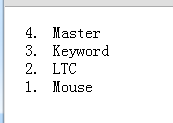 4. Master
3. Keyword
2. LTC
1. Mouse